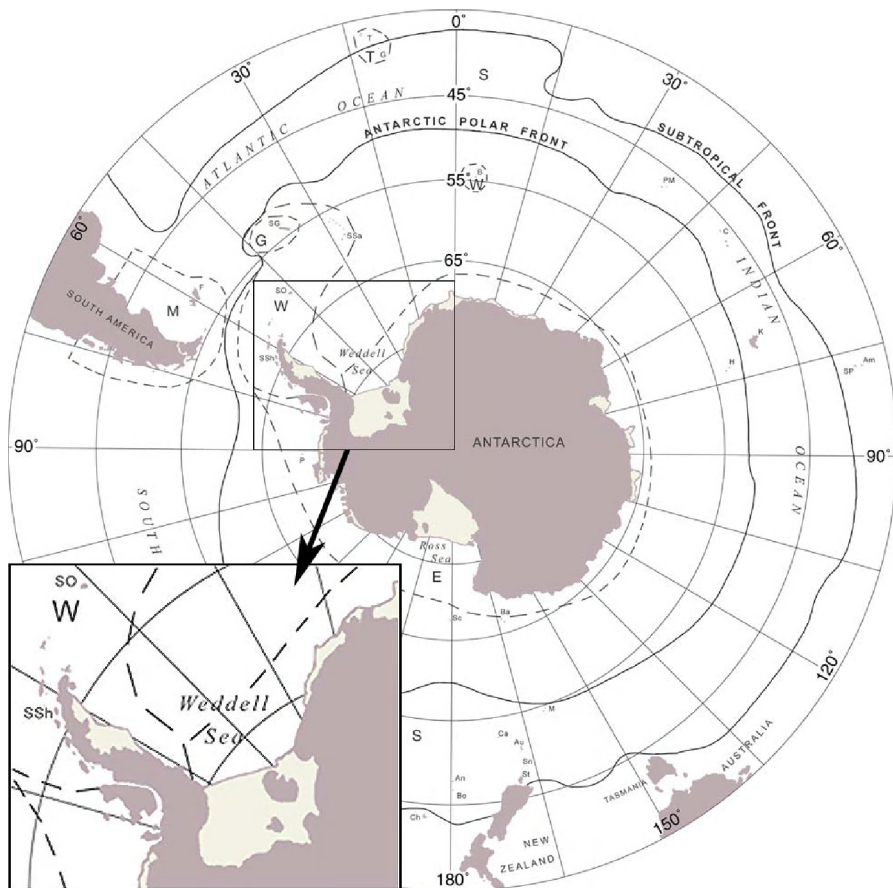 0°
30°
30°
T
T
G
S
ATLANTIC OCEAN
45°
ANTARCTIC POLAR FRONT
SUBTROPICAL FRONT
55°
B
W
PM
60°
60°
SG
G
SSa
C
INDIAN
65°
SO
W
F
M
SOUTH AMERICA
K
SSh
Weddell
Sea
H
SP
Am
90°
ANTARCTICA
90°
P
OCEAN
SOUTH
Ross
Sea
E
SO
W
Sc
Ba
120°
Weddell
Sea
SSh
M
S
Ca
Au
AUSTRALIA
Sn
An
St
TASMANIA
Bo
Ch
150°
NEW
ZEALAND
180°